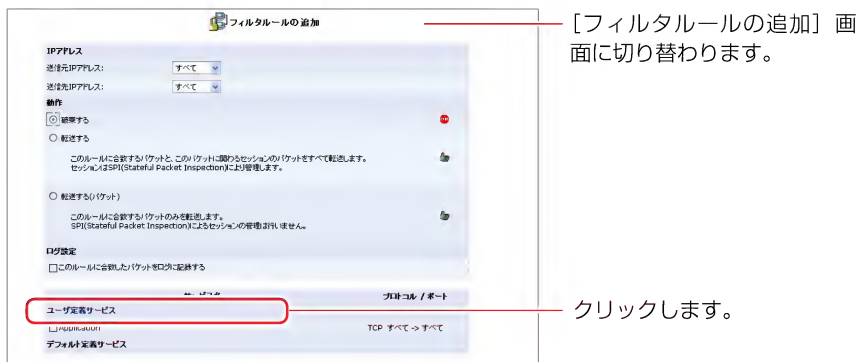 フィルタルールの追加
[フィルタルールの追加］画
面に切り替わります。
IPアドレス
送信元IPアドレス: すべて
送信先IPアドレス: すべて
動作
破棄する
転送する
このルールに合致するパケットと、このパケットに関わるセッションのパケットをすべて転送します。
セッションはSPI(Stateful Packet Inspection)により管理します。
転送する(パケット)
このルールに合致するパケットのみを転送します。
SPI(Stateful Packet Inspection)によるセッションの管理は行いません。
ログ設定
このルールに合致したパケットをログに記録する
プロトコル / ポート
ユーザ定義サービス
クリックします。
Application TCP すべて -> すべて
デフォルト定義サービス